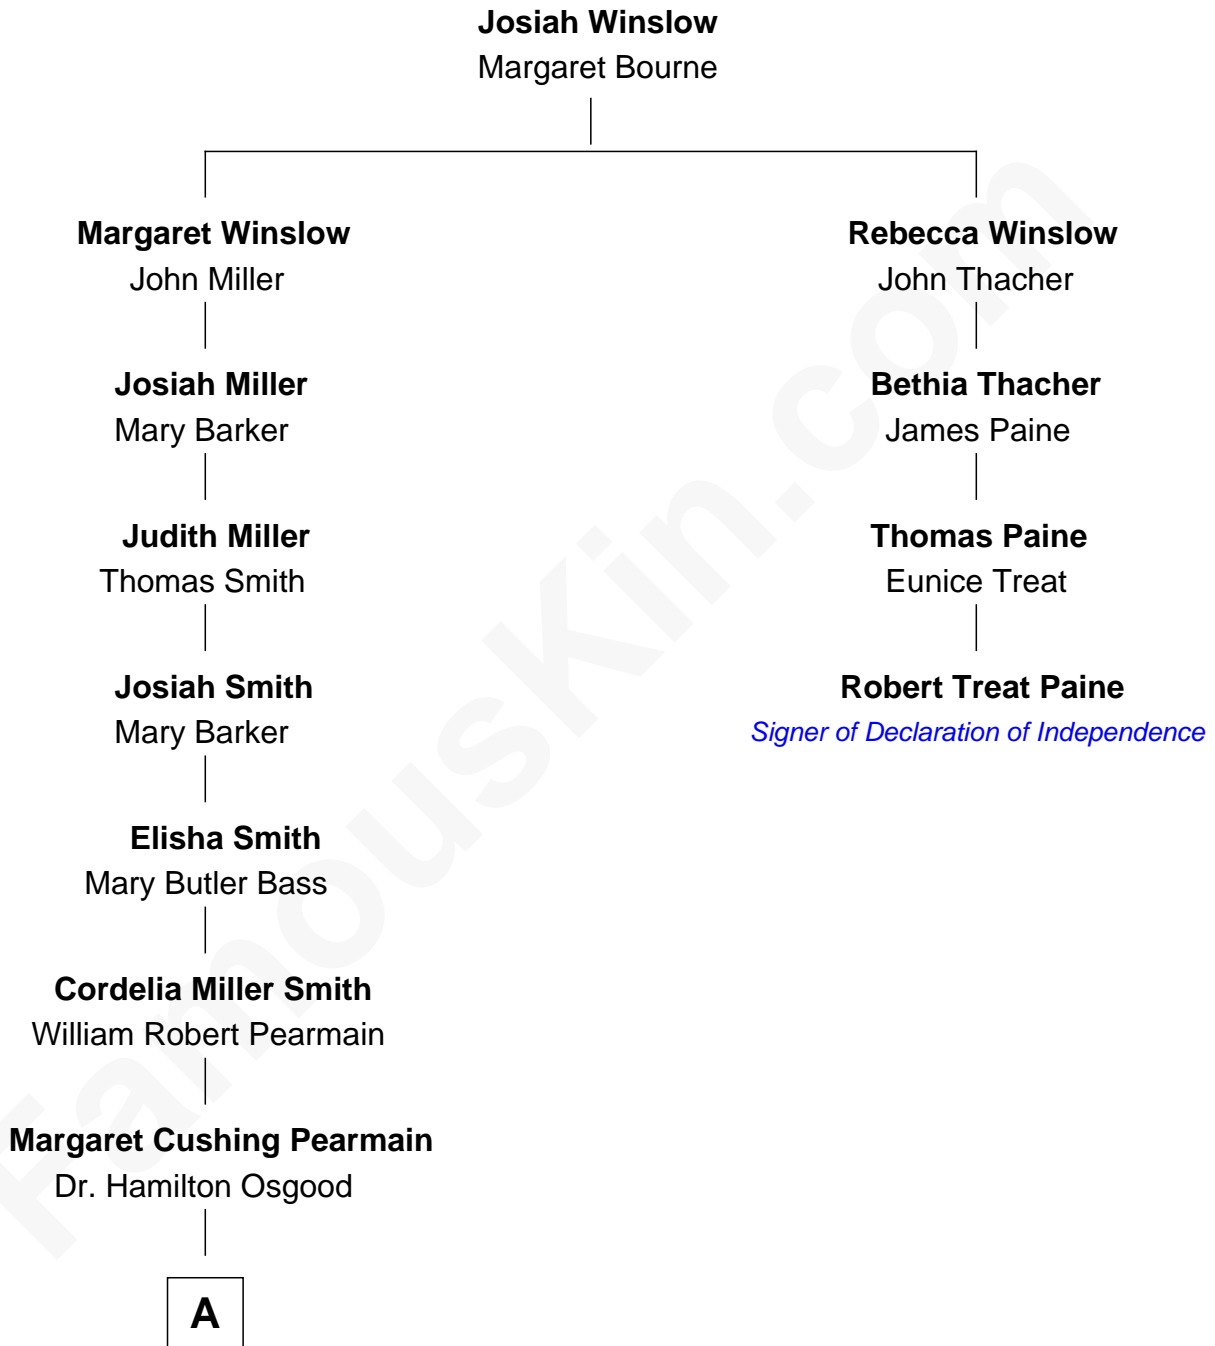 Josiah Winslow
Margaret Bourne
Margaret Winslow
John Miller
Rebecca Winslow
John Thacher
Josiah Miller
Mary Barker
Bethia Thacher
James Paine
Judith Miller
Thomas Smith
Thomas Paine
Eunice Treat
Josiah Smith
Mary Barker
Robert Treat Paine
Signer of Declaration of Independence
Elisha Smith
Mary Butler Bass
Cordelia Miller Smith
William Robert Pearmain
Margaret Cushing Pearmain
Dr. Hamilton Osgood
A
FamousKin.com